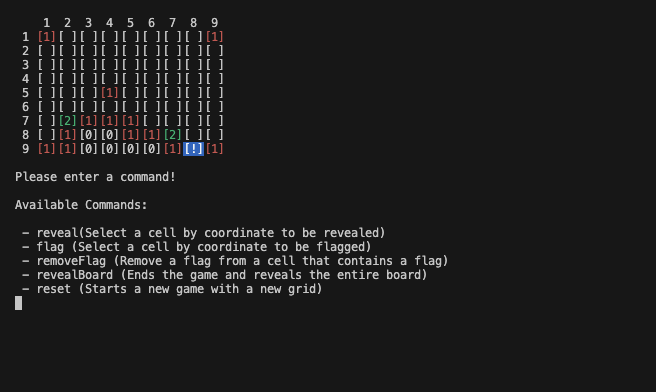 1 2 3 4 5 6 7 8 9
1 [1][ ][ ][ ][ ][ ][ ][ ][1]
2 [ ][ ][ ][ ][ ][ ][ ][ ][ ]
3 [ ][ ][ ][ ][ ][ ][ ][ ][ ]
4 [ ][ ][ ][ ][ ][ ][ ][ ][ ]
5 [ ][ ][ ][1][ ][ ][ ][ ][ ]
6 [ ][ ][ ][ ][ ][ ][ ][ ][ ]
7 [ ][2][1][1][1][ ][ ][ ][ ]
8 [ ][1][0][0][1][1][2][ ][ ]
9 [1][1][0][0][0][0][1][!][1]
Please enter a command!
Available Commands:
– reveal(Select a cell by coordinate to be revealed)
– flag (Select a cell by coordinate to be flagged)
– removeFlag (Remove a flag from a cell that contains a flag)
– revealBoard (Ends the game and reveals the entire board)
– reset (Starts a new game with a new grid)